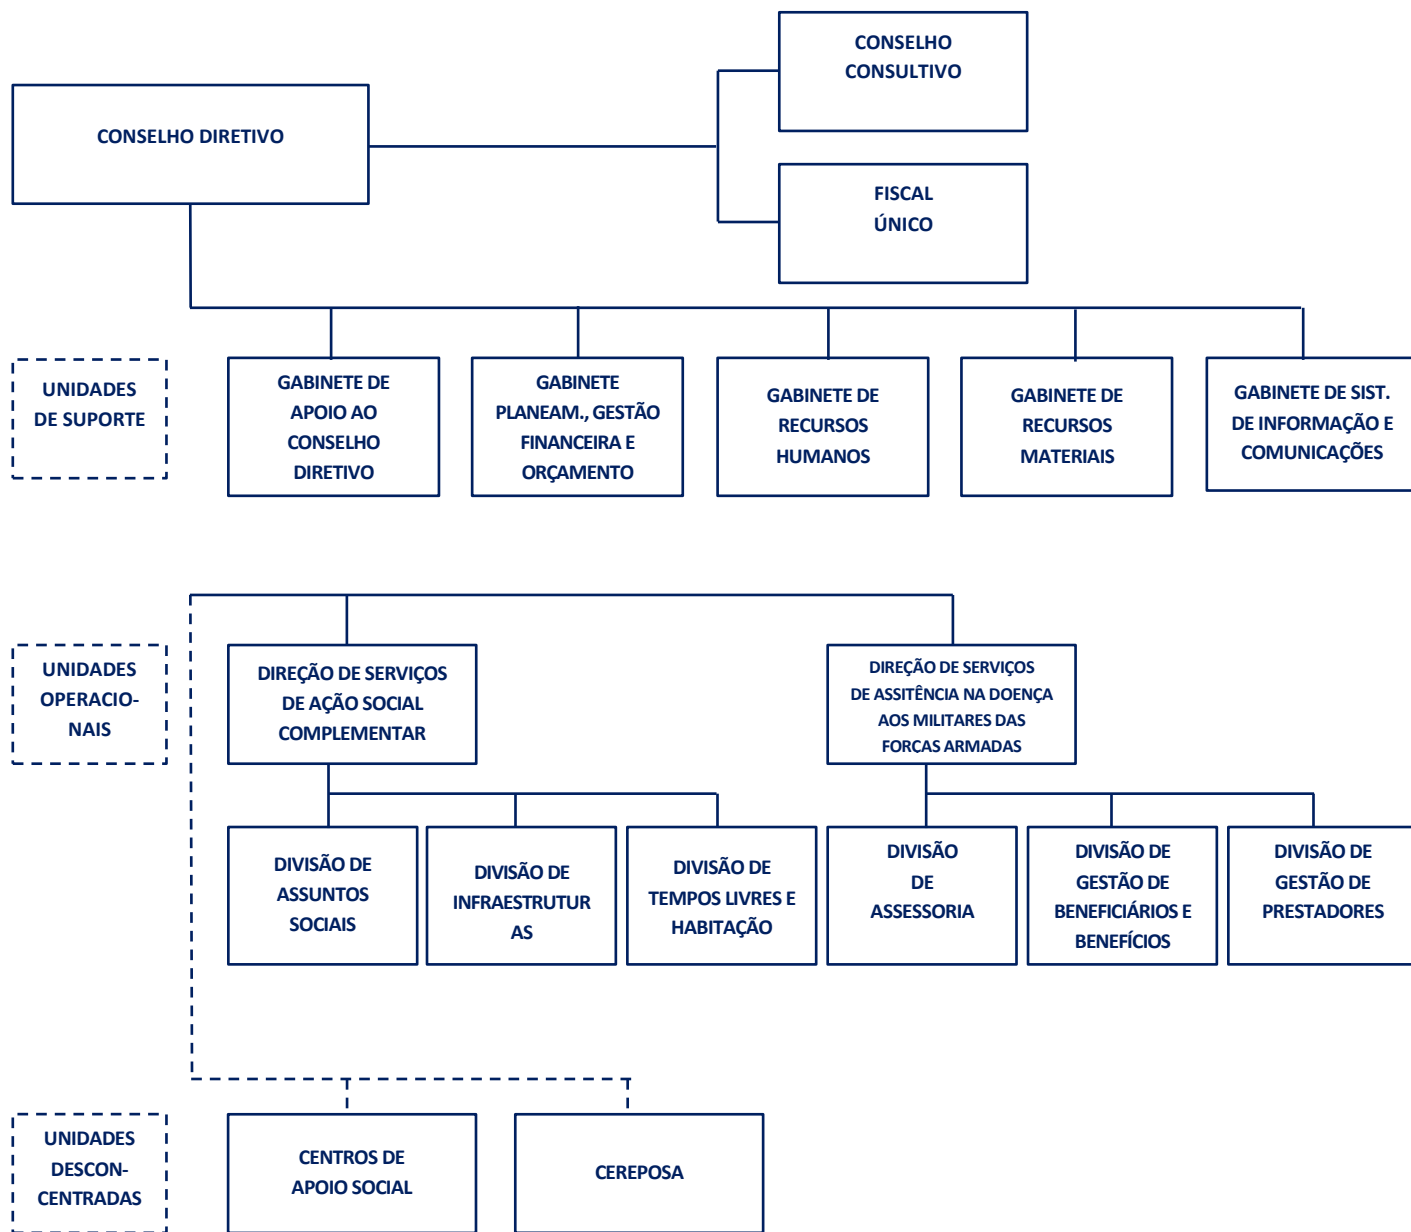 CONSELHO
CONSULTIVO
CONSELHO DIRETIVO
FISCAL
ÚNICO
UNIDADES
DE SUPORTE
GABINETE DE
APOIO AO
CONSELHO
DIRETIVO
GABINETE
PLANEAM., GESTÃO
FINANCEIRA E
ORÇAMENTO
GABINETE DE
RECURSOS
HUMANOS
GABINETE DE
RECURSOS
MATERIAIS
GABINETE DE SIST.
DE INFORMAÇÃO E
COMUNICAÇÕES
UNIDADES
OPERACIO-
NAIS
DIREÇÃO DE SERVIÇOS
DE AÇÃO SOCIAL
COMPLEMENTAR
DIREÇÃO DE SERVIÇOS
DE ASSITÊNCIA NA DOENÇA
AOS MILITARES DAS
FORCAS ARMADAS
DIVISÃO DE
ASSUNTOS
SOCIAIS
DIVISÃO DE
INFRAESTRUTUR
AS
DIVISÃO DE
TEMPOS LIVRES E
HABITAÇÃO
DIVISÃO
DE
ASSESSORIA
DIVISÃO DE
GESTÃO DE
BENEFICIÁRIOS E
BENEFÍCIOS
DIVISÃO DE
GESTÃO DE
PRESTADORES
UNIDADES
DESCON-
CENTRADAS
CENTROS DE
APOIO SOCIAL
CEREPOSA